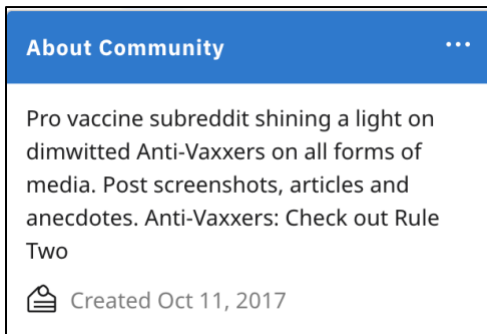 About Community
Pro vaccine subreddit shining a light on
dimwitted Anti-Vaxxers on all forms of
media. Post screenshots, articles and
anecdotes. Anti-Vaxxers: Check out Rule
Two
Created Oct 11, 2017